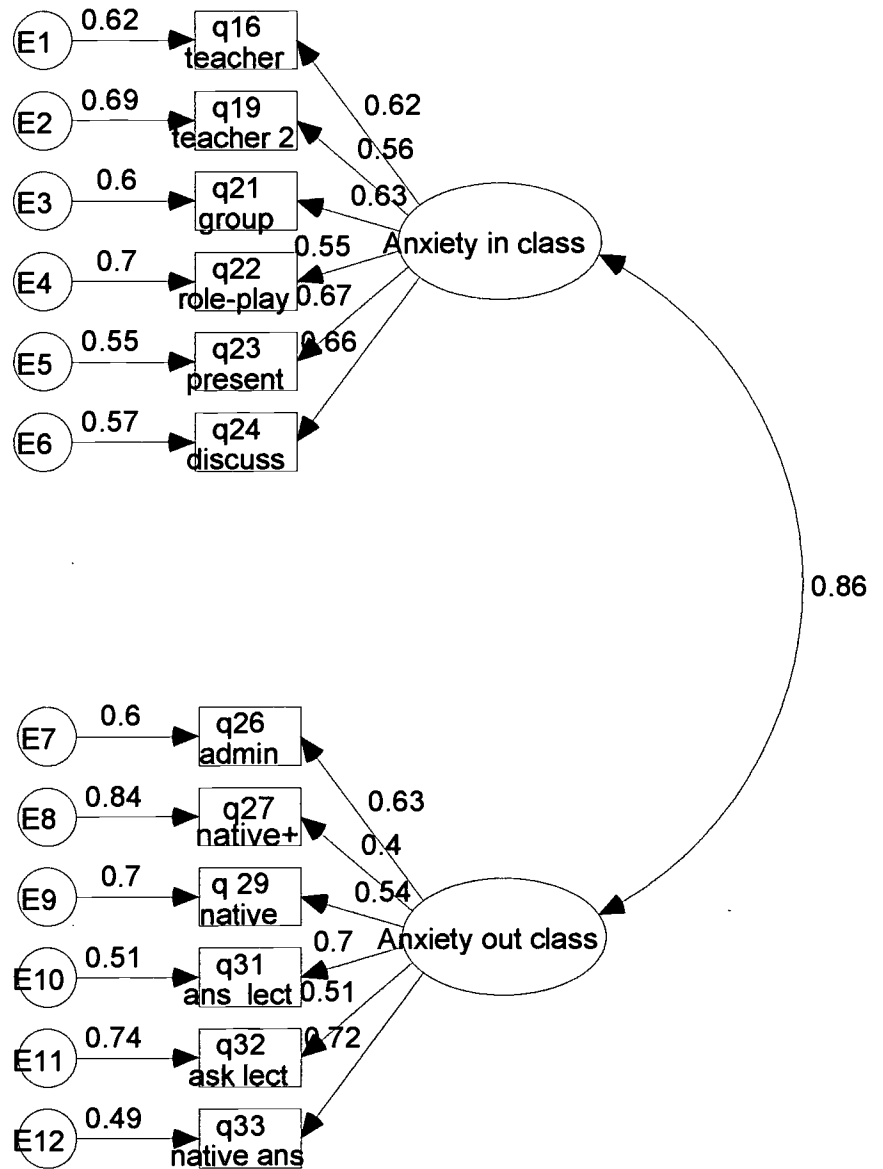 E1 0.62 q16
teacher
0.62
E2 0.69 q19
teacher 2
0.56
E3 0.6 q21
group
0.63
E4 0.7 q22
role-play
0.55
E5 0.55 q23
present
0.67
E6 0.57 q24
discuss
0.66
Anxiety in class
0.86
E7 0.6 q26
admin
0.63
E8 0.84 q27
native+
0.4
E9 0.7 q 29
native
0.54
E10 0.51 q31
ans lect
0.7
E11 0.74 q32
ask lect
0.51
E12 0.49 q33
native ans
0.72
Anxiety out class